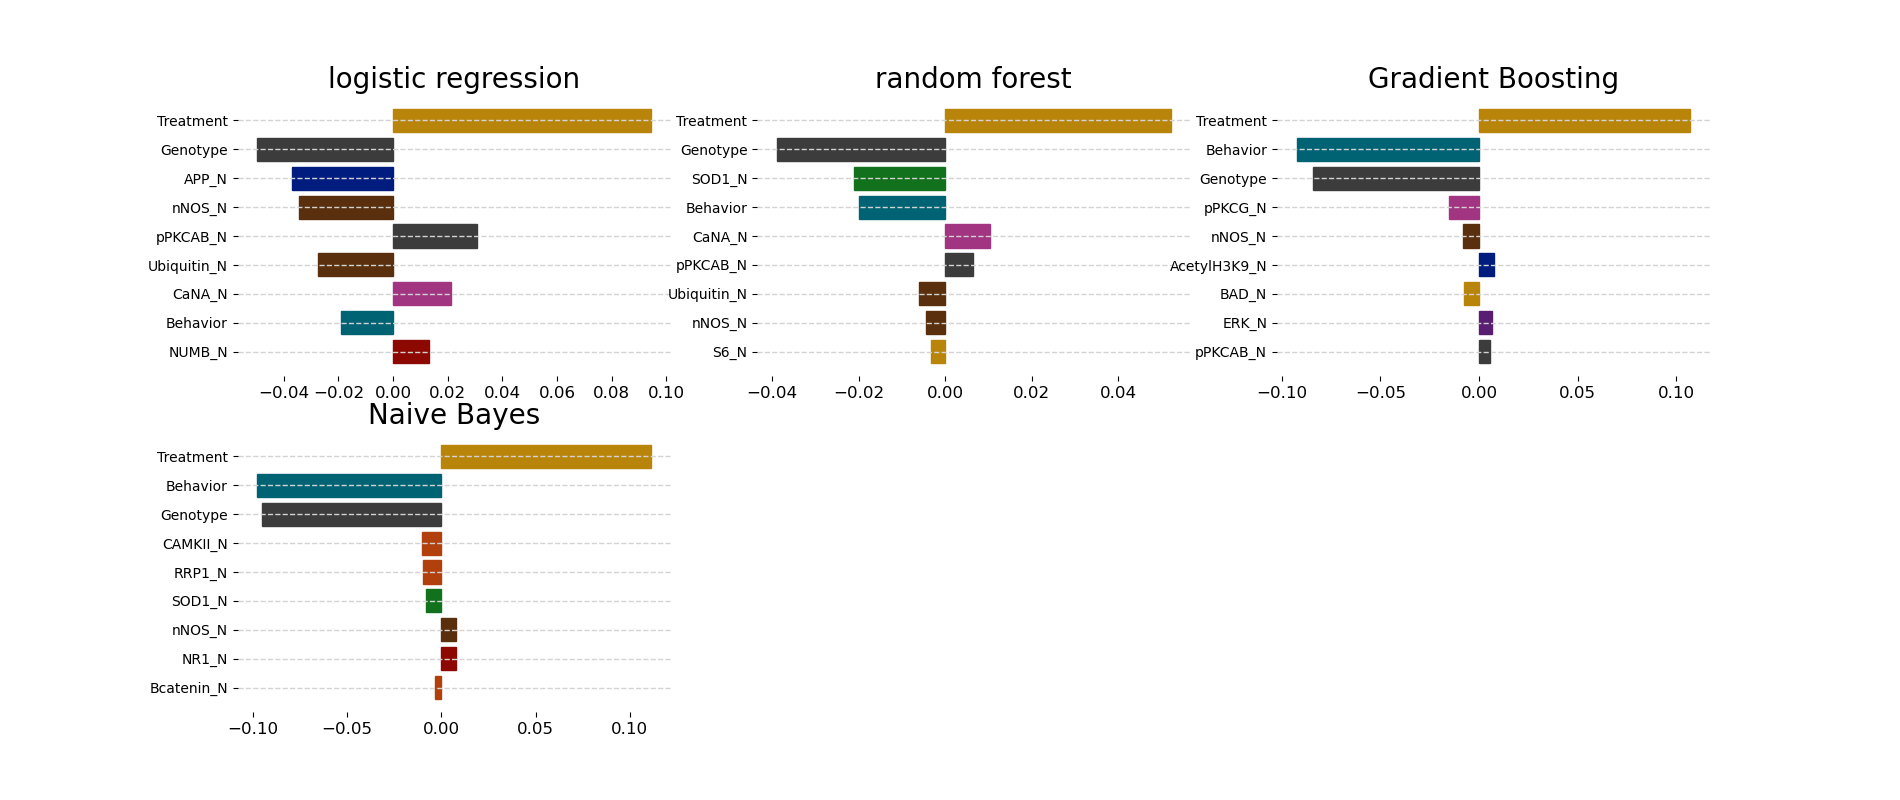 logistic regression
Treatment
Genotype
APP_N
nNOS_N
pPKCAB_N
Ubiquitin_N
CaNA_N
Behavior
NUMB_N
−0.04 −0.02 0.00 0.02 0.04 0.06 0.08 0.10
random forest
Treatment
Genotype
SOD1_N
Behavior
CaNA_N
pPKCAB_N
Ubiquitin_N
nNOS_N
S6_N
−0.04 −0.02 0.00 0.02 0.04
Gradient Boosting
Treatment
Behavior
Genotype
pPKCG_N
nNOS_N
AcetylH3K9_N
BAD_N
ERK_N
pPKCAB_N
−0.10 −0.05 0.00 0.05 0.10
Naive Bayes
Treatment
Behavior
Genotype
CAMKII_N
RRP1_N
SOD1_N
nNOS_N
NR1_N
Bcatenin_N
−0.10 −0.05 0.00 0.05 0.10